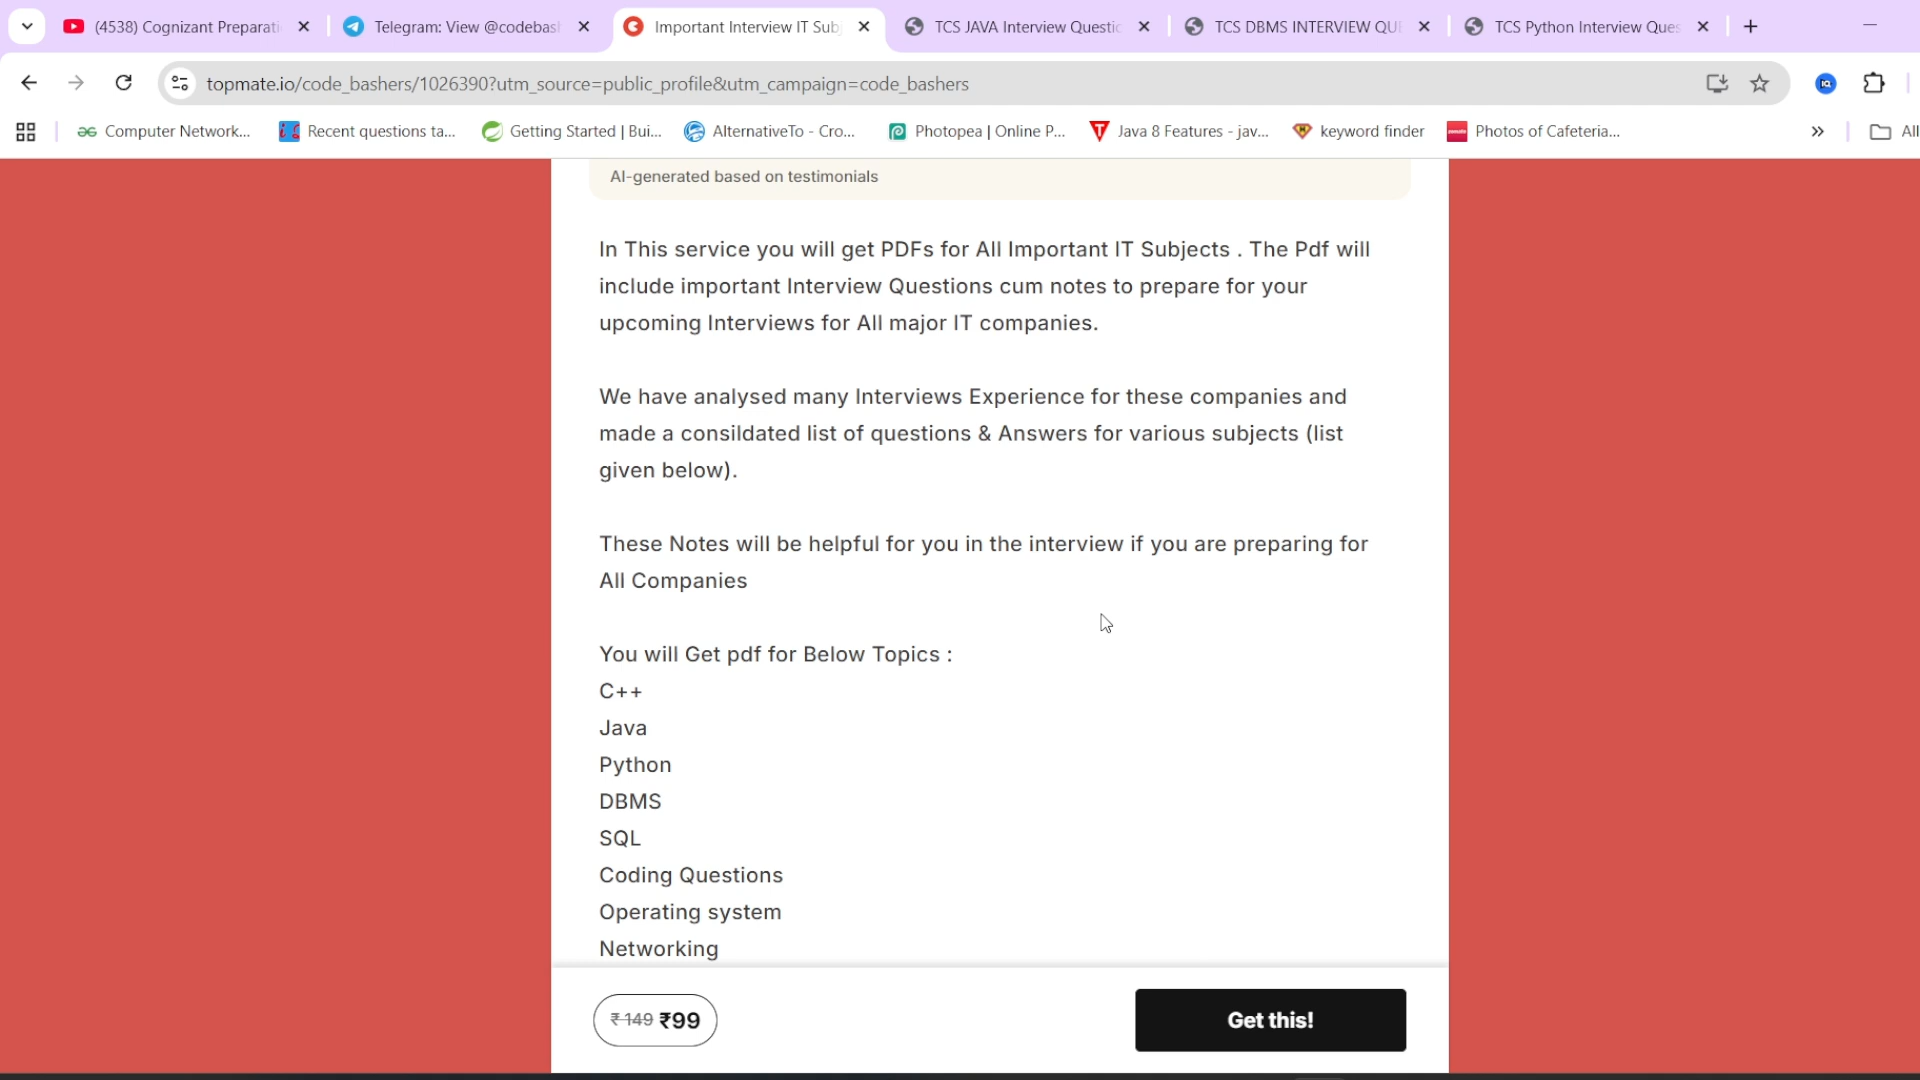 (4538) Cognizant Preparati
Telegram: View @codebash
Important Interview IT Subj
TCS JAVA Interview Questic
TCS DBMS INTERVIEW QUE
TCS Python Interview Ques
topmate.io/code_bashers/1026390?utm_source=public_profile&utm_campaign=code_bashers
Computer Network...
Recent questions ta...
Getting Started | Bui...
AlternativeTo - Cro...
Photopea | Online P...
Java 8 Features - jav...
keyword finder
Photos of Cafeteria...
All
AI-generated based on testimonials
In This service you will get PDFs for All Important IT Subjects . The Pdf will
include important Interview Questions cum notes to prepare for your
upcoming Interviews for All major IT companies.
We have analysed many Interviews Experience for these companies and
made a consildated list of questions & Answers for various subjects (list
given below).
These Notes will be helpful for you in the interview if you are preparing for
All Companies
You will Get pdf for Below Topics :
C++
Java
Python
DBMS
SQL
Coding Questions
Operating system
Networking
₹149 ₹99
Get this!